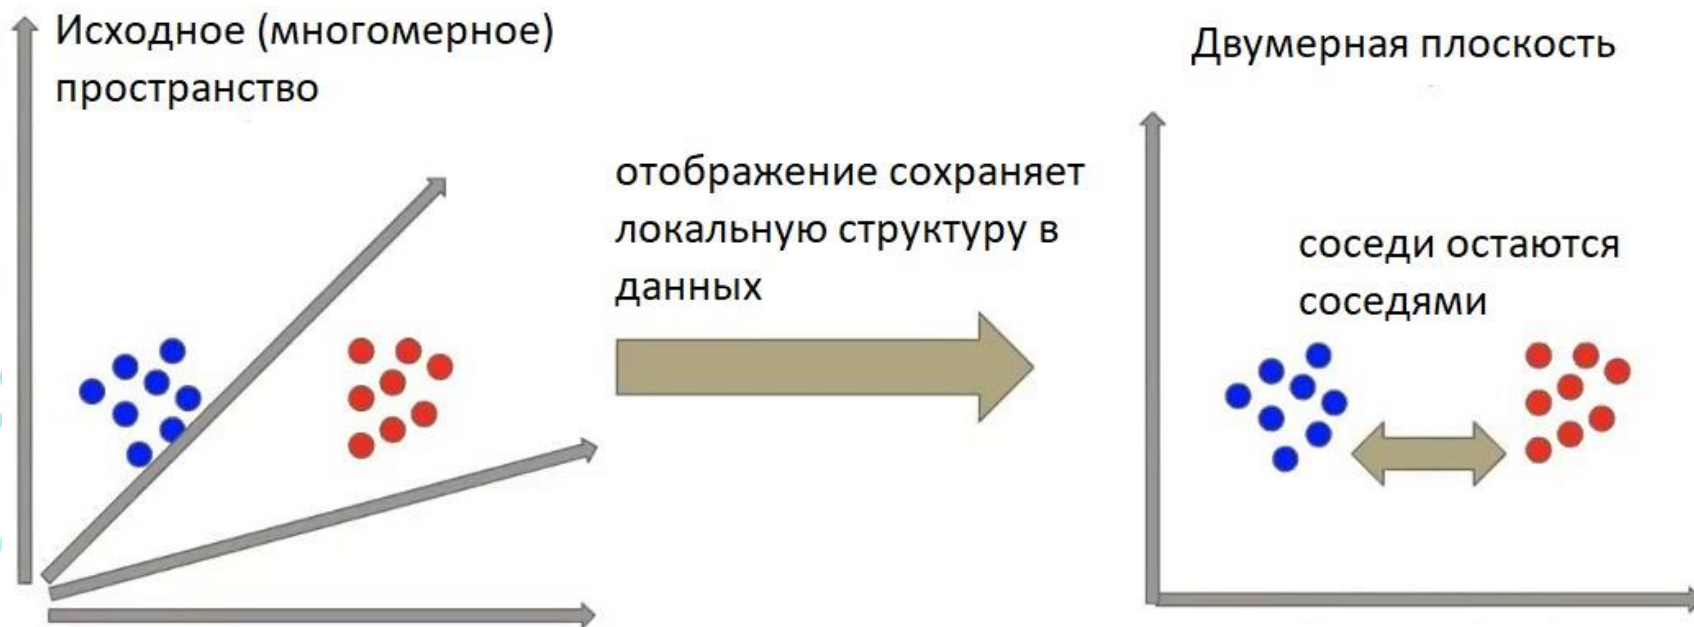 Исходное (многомерное)
пространство
Двумерная плоскость
отображение сохраняет
локальную структуру в
данных
соседи остаются
соседями